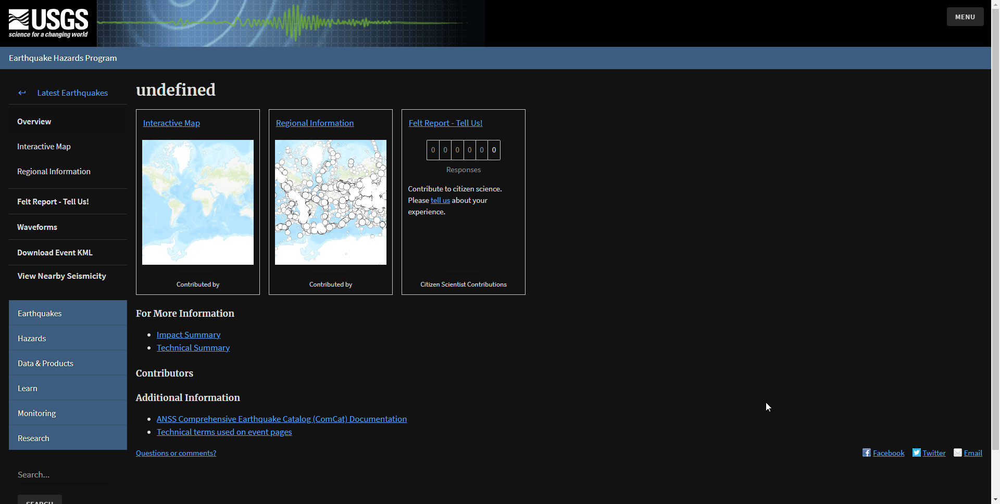 USGS
science for a changing world
MENU
Earthquake Hazards Program
Latest Earthquakes
Overview
Interactive Map
Regional Information
Felt Report - Tell Us!
Waveforms
Download Event KML
View Nearby Seismicity
Earthquakes
Hazards
Data & Products
Learn
Monitoring
Research
Search...
SEARCH
undefined
Interactive Map
Contributed by
Regional Information
Contributed by
Felt Report - Tell Us!
0 0 0 0 0 0
Responses
Contribute to citizen science.
Please tell us about your
experience.
Citizen Scientist Contributions
For More Information
Impact Summary
Technical Summary
Contributors
Additional Information
ANSS Comprehensive Earthquake Catalog (ComCat) Documentation
Technical terms used on event pages
Questions or comments?
Facebook Twitter Email